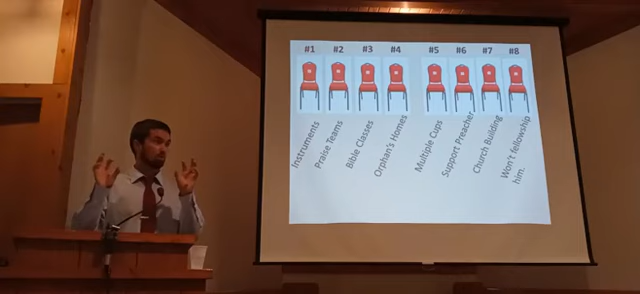 #1 #2 #3 #4 #5 #6 #7 #8
Instruments
Praise Teams
Bible Classes
Orphan's Homes
Multiple Cups
Support Preacher
Church Building
Won't fellowship
him.